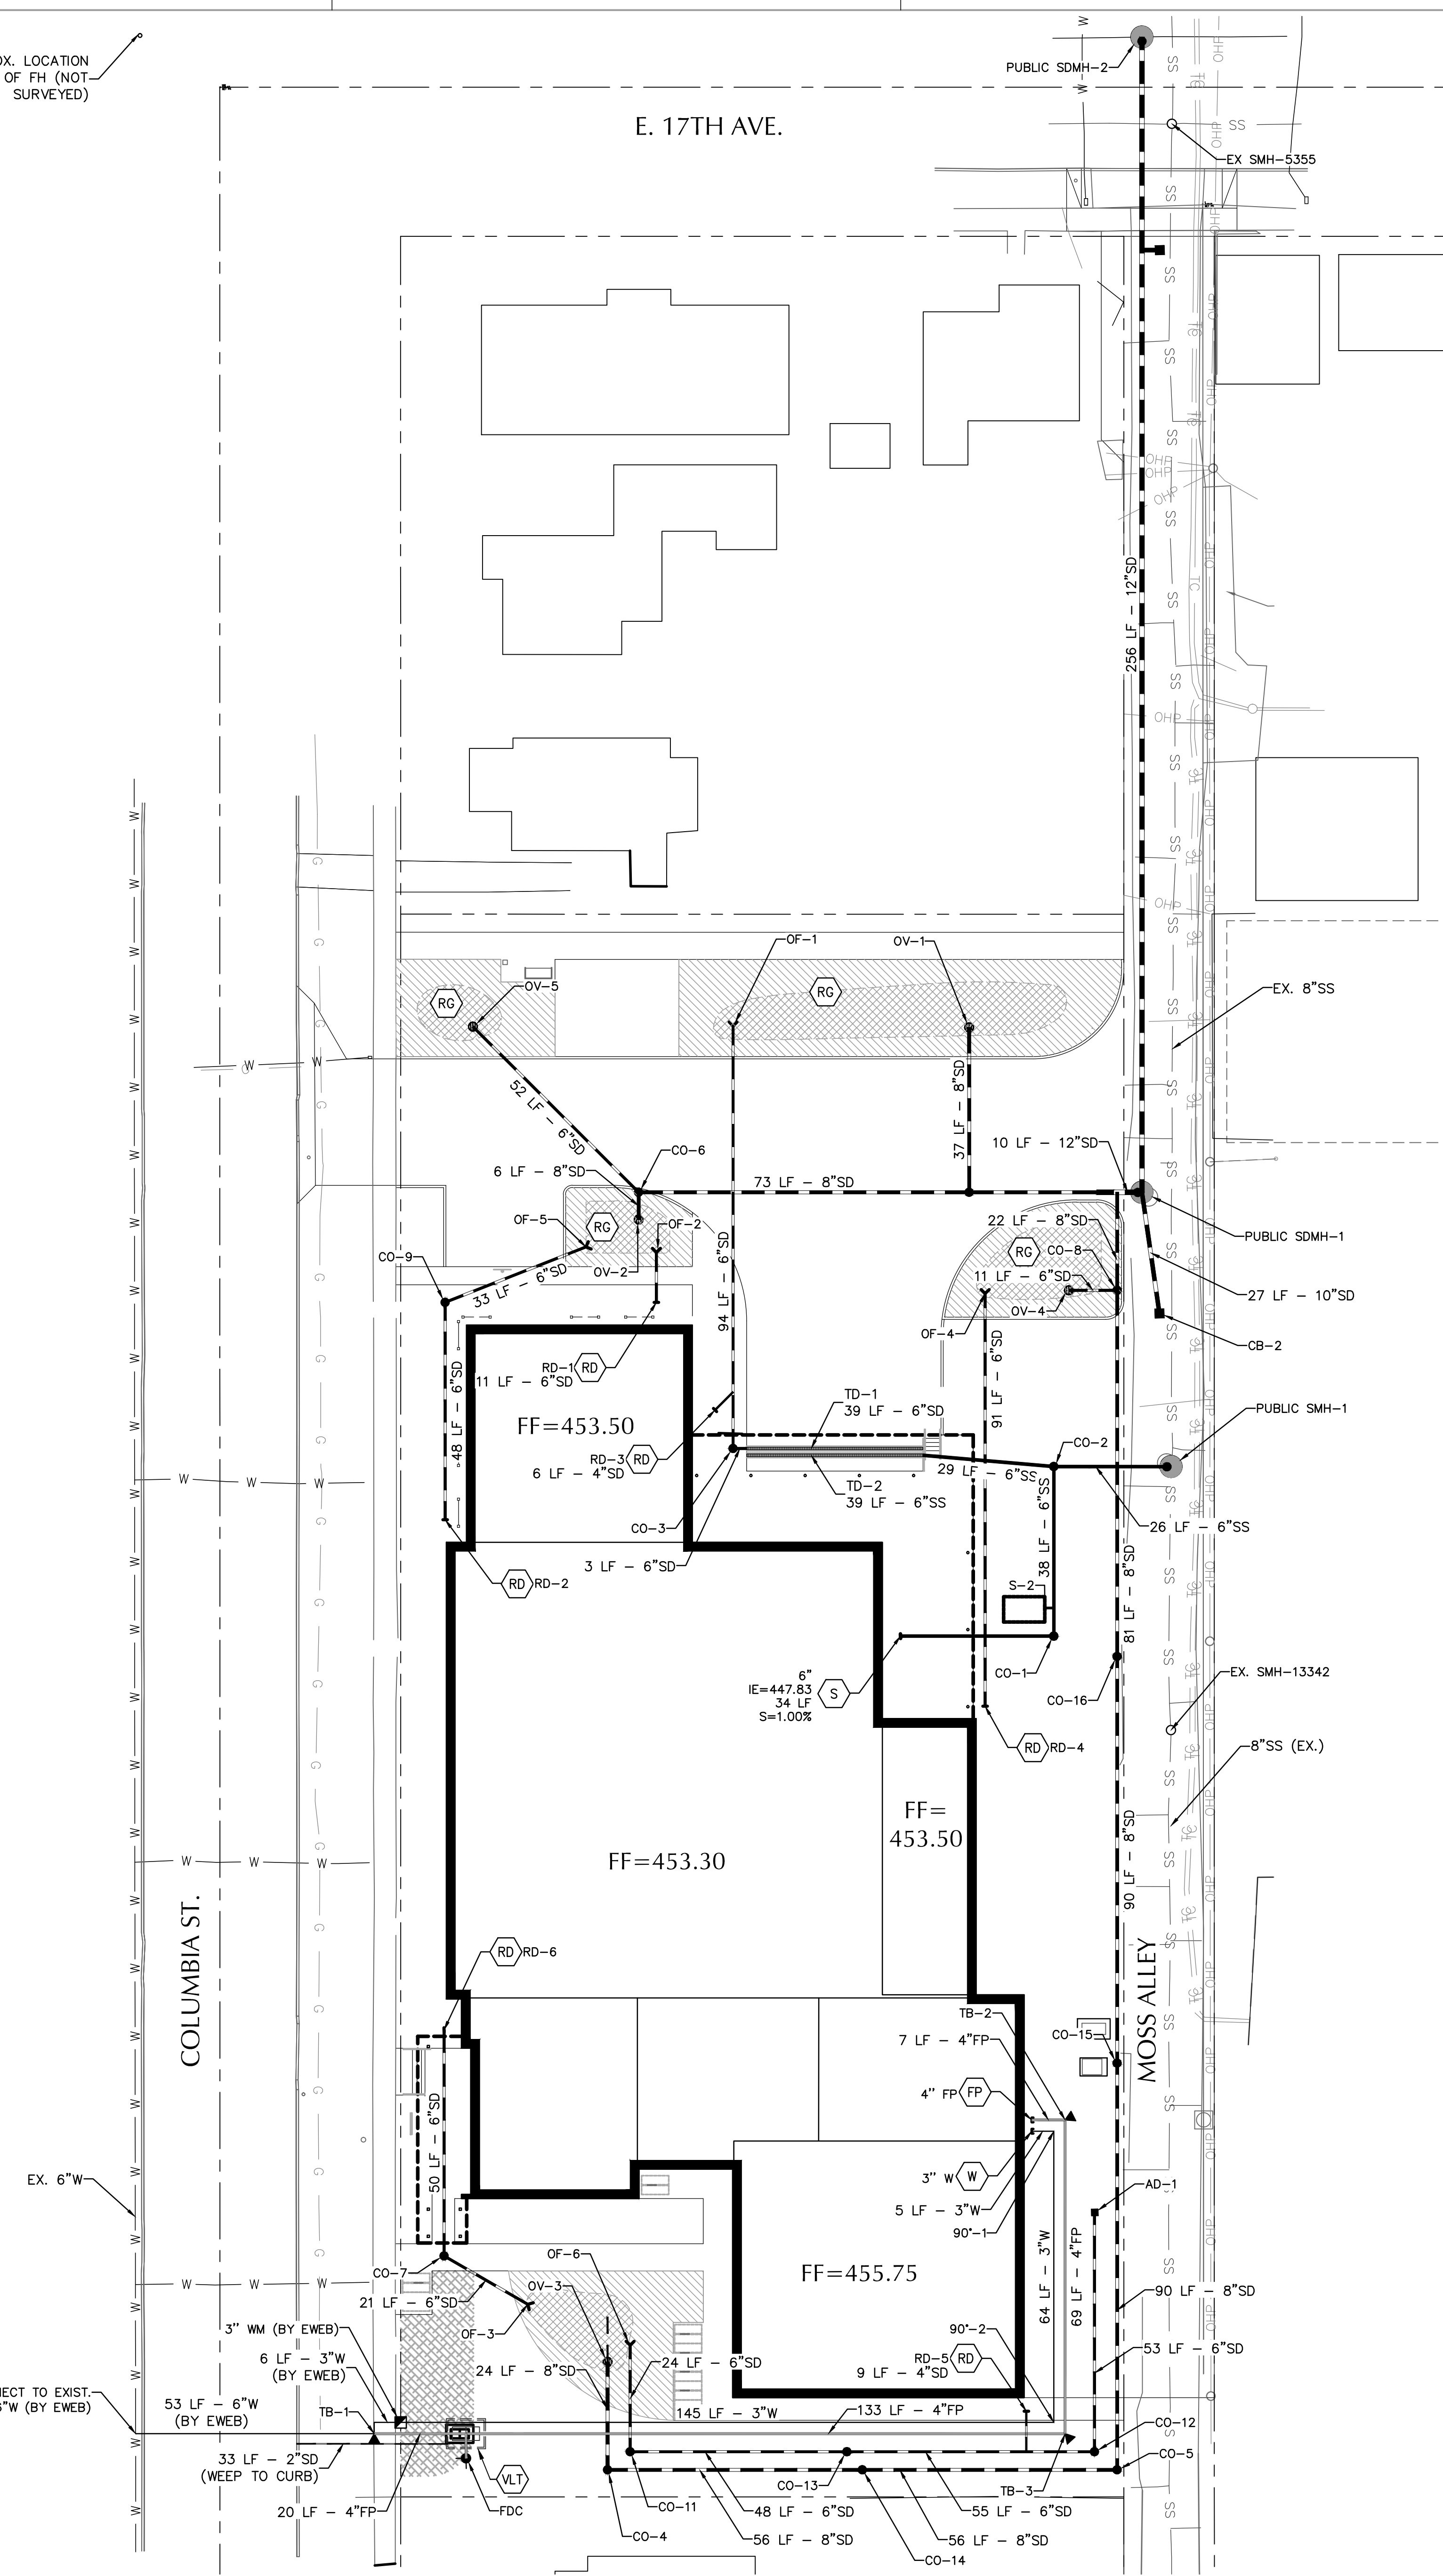 OX. LOCATION
OF FH (NOT
SURVEYED)
PUBLIC SDMH-2
E. 17TH AVE.
EX SMH-5355
256 LF - 12"SD
OF-1
OV-1
OV-5
RG
RG
EX. 8"SS
52 LF - 6"SD
37 LF - 8"SD
10 LF - 12"SD
CO-6
6 LF - 8"SD
73 LF - 8"SD
OF-5
RG
OF-2
22 LF - 8"SD
RG
CO-8
PUBLIC SDMH-1
CO-9
OV-2
11 LF - 6"SD
33 LF - 6"SD
94 LF - 6"SD
OV-4
27 LF - 10"SD
OF-4
CB-2
RD-1
RD
11 LF - 6"SD
48 LF - 6"SD
91 LF - 6"SD
TD-1
39 LF - 6"SD
PUBLIC SMH-1
FF=453.50
RD-3
RD
6 LF - 4"SD
CO-2
29 LF - 6"SS
TD-2
39 LF - 6"SS
CO-3
26 LF - 6"SS
3 LF - 6"SD
38 LF - 6"SS
RD
RD-2
S-2
81 LF - 8"SD
6"
IE=447.83
34 LF
S=1.00%
S
CO-1
CO-16
EX. SMH-13342
RD
RD-4
8"SS (EX.)
FF=
453.50
FF=453.30
90 LF - 8"SD
COLUMBIA ST.
MOSS ALLEY
RD
RD-6
TB-2
7 LF - 4"FP
CO-15
4" FP
FP
50 LF - 6"SD
EX. 6"W
3" W
W
AD-1
5 LF - 3"W
90°-1
OF-6
CO-7
OV-3
FF=455.75
64 LF - 3"W
69 LF - 4"FP
21 LF - 6"SD
90 LF - 8"SD
3" WM (BY EWEB)
OF-3
90°-2
6 LF - 3"W
(BY EWEB)
24 LF - 8"SD
24 LF - 6"SD
RD-5
RD
9 LF - 4"SD
53 LF - 6"SD
NECT TO EXIST.
6"W (BY EWEB)
53 LF - 6"W
(BY EWEB)
TB-1
145 LF - 3"W
133 LF - 4"FP
CO-12
33 LF - 2"SD
(WEEP TO CURB)
VLT
CO-13
CO-5
TB-3
20 LF - 4"FP
FDC
CO-11
48 LF - 6"SD
55 LF - 6"SD
CO-4
56 LF - 8"SD
56 LF - 8"SD
CO-14